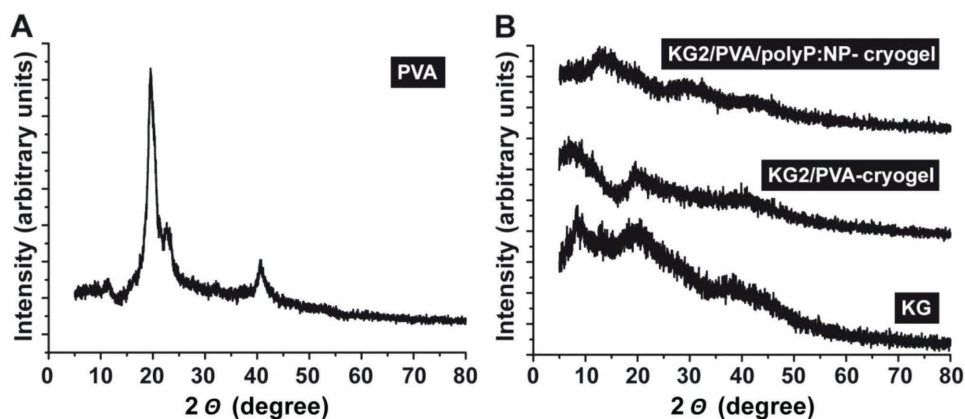 A
PVA
Intensity (arbitrary units)
0 10 20 30 40 50 60 70 80
2 Θ (degree)
B
KG2/PVA/polyP:NP- cryogel
KG2/PVA-cryogel
KG
Intensity (arbitrary units)
0 10 20 30 40 50 60 70 80
2 Θ (degree)